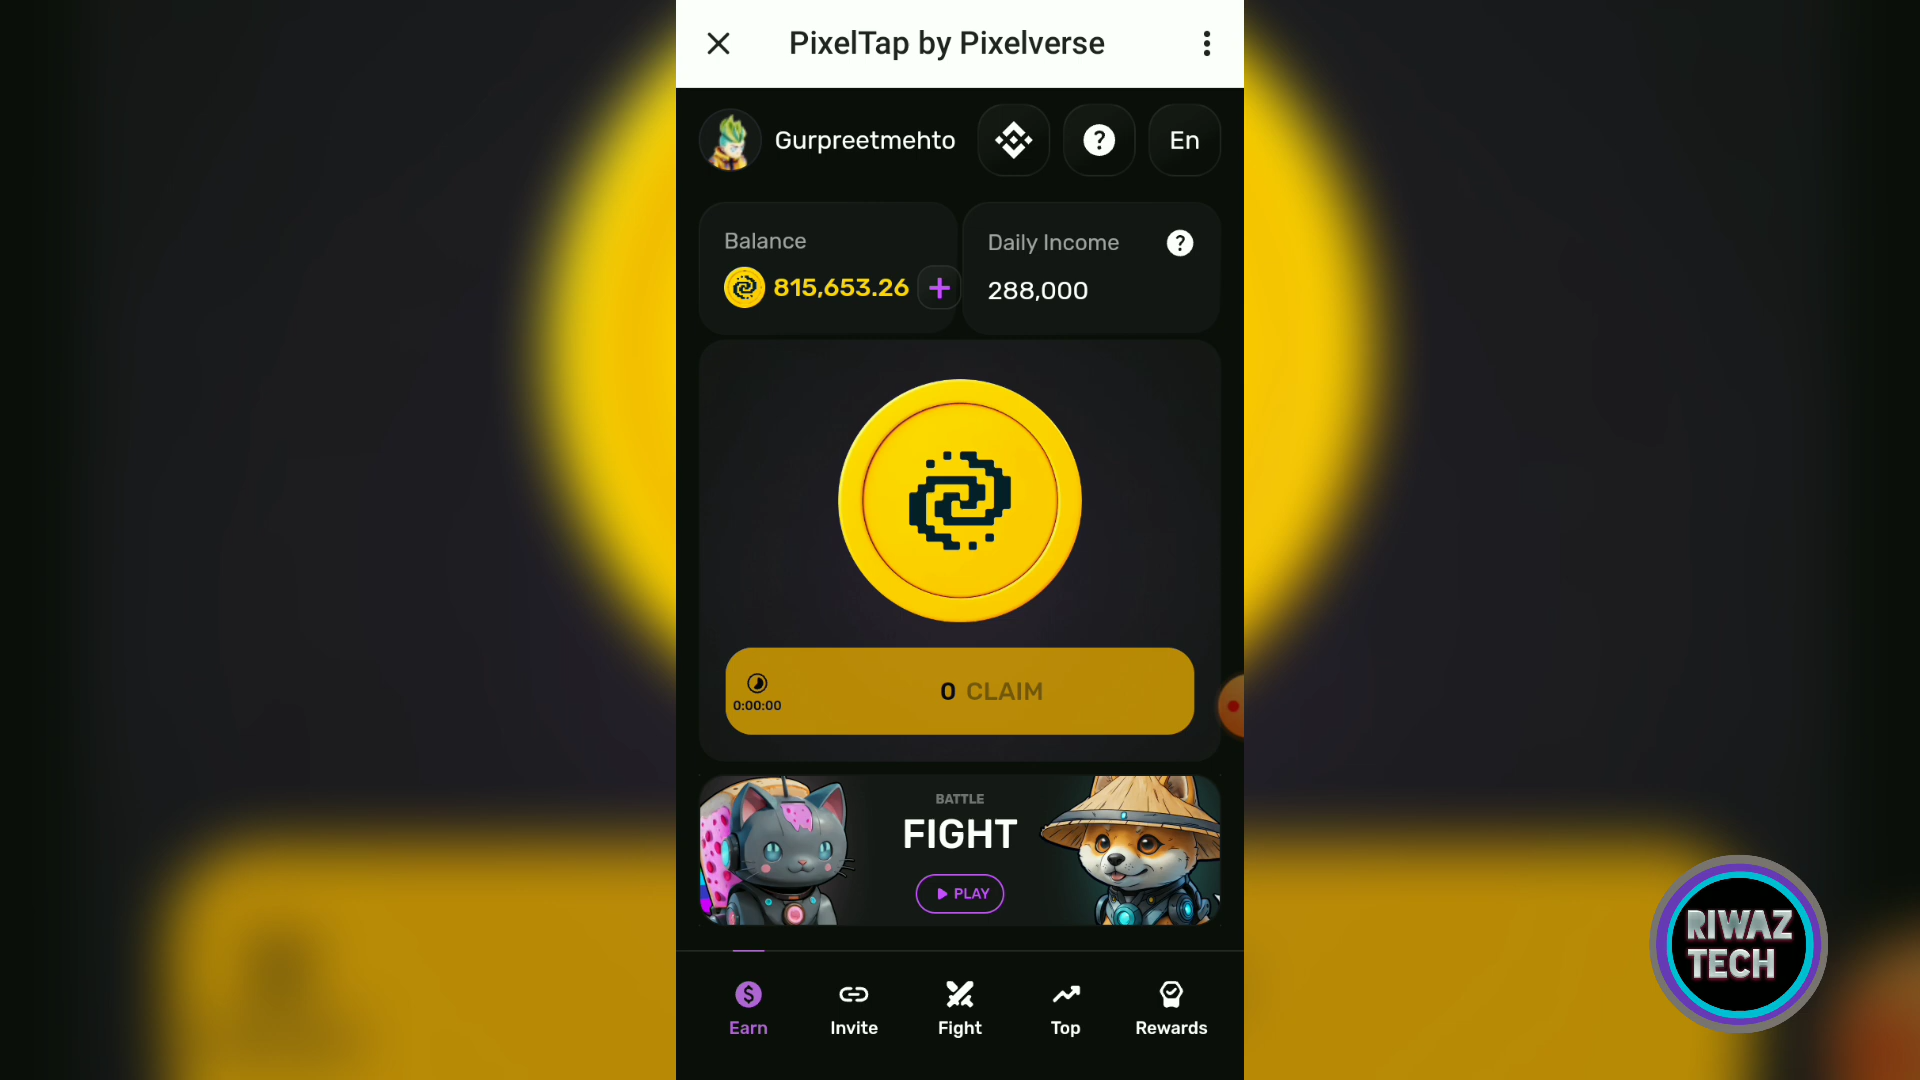 PixelTap by Pixelverse
Gurpreetmehto
?
En
Balance
815,653.26 +
Daily Income
?
288,000
0:00:00
0 CLAIM
BATTLE
FIGHT
PLAY
RIWAZ
TECH
$
Earn
Invite
Fight
Top
Rewards